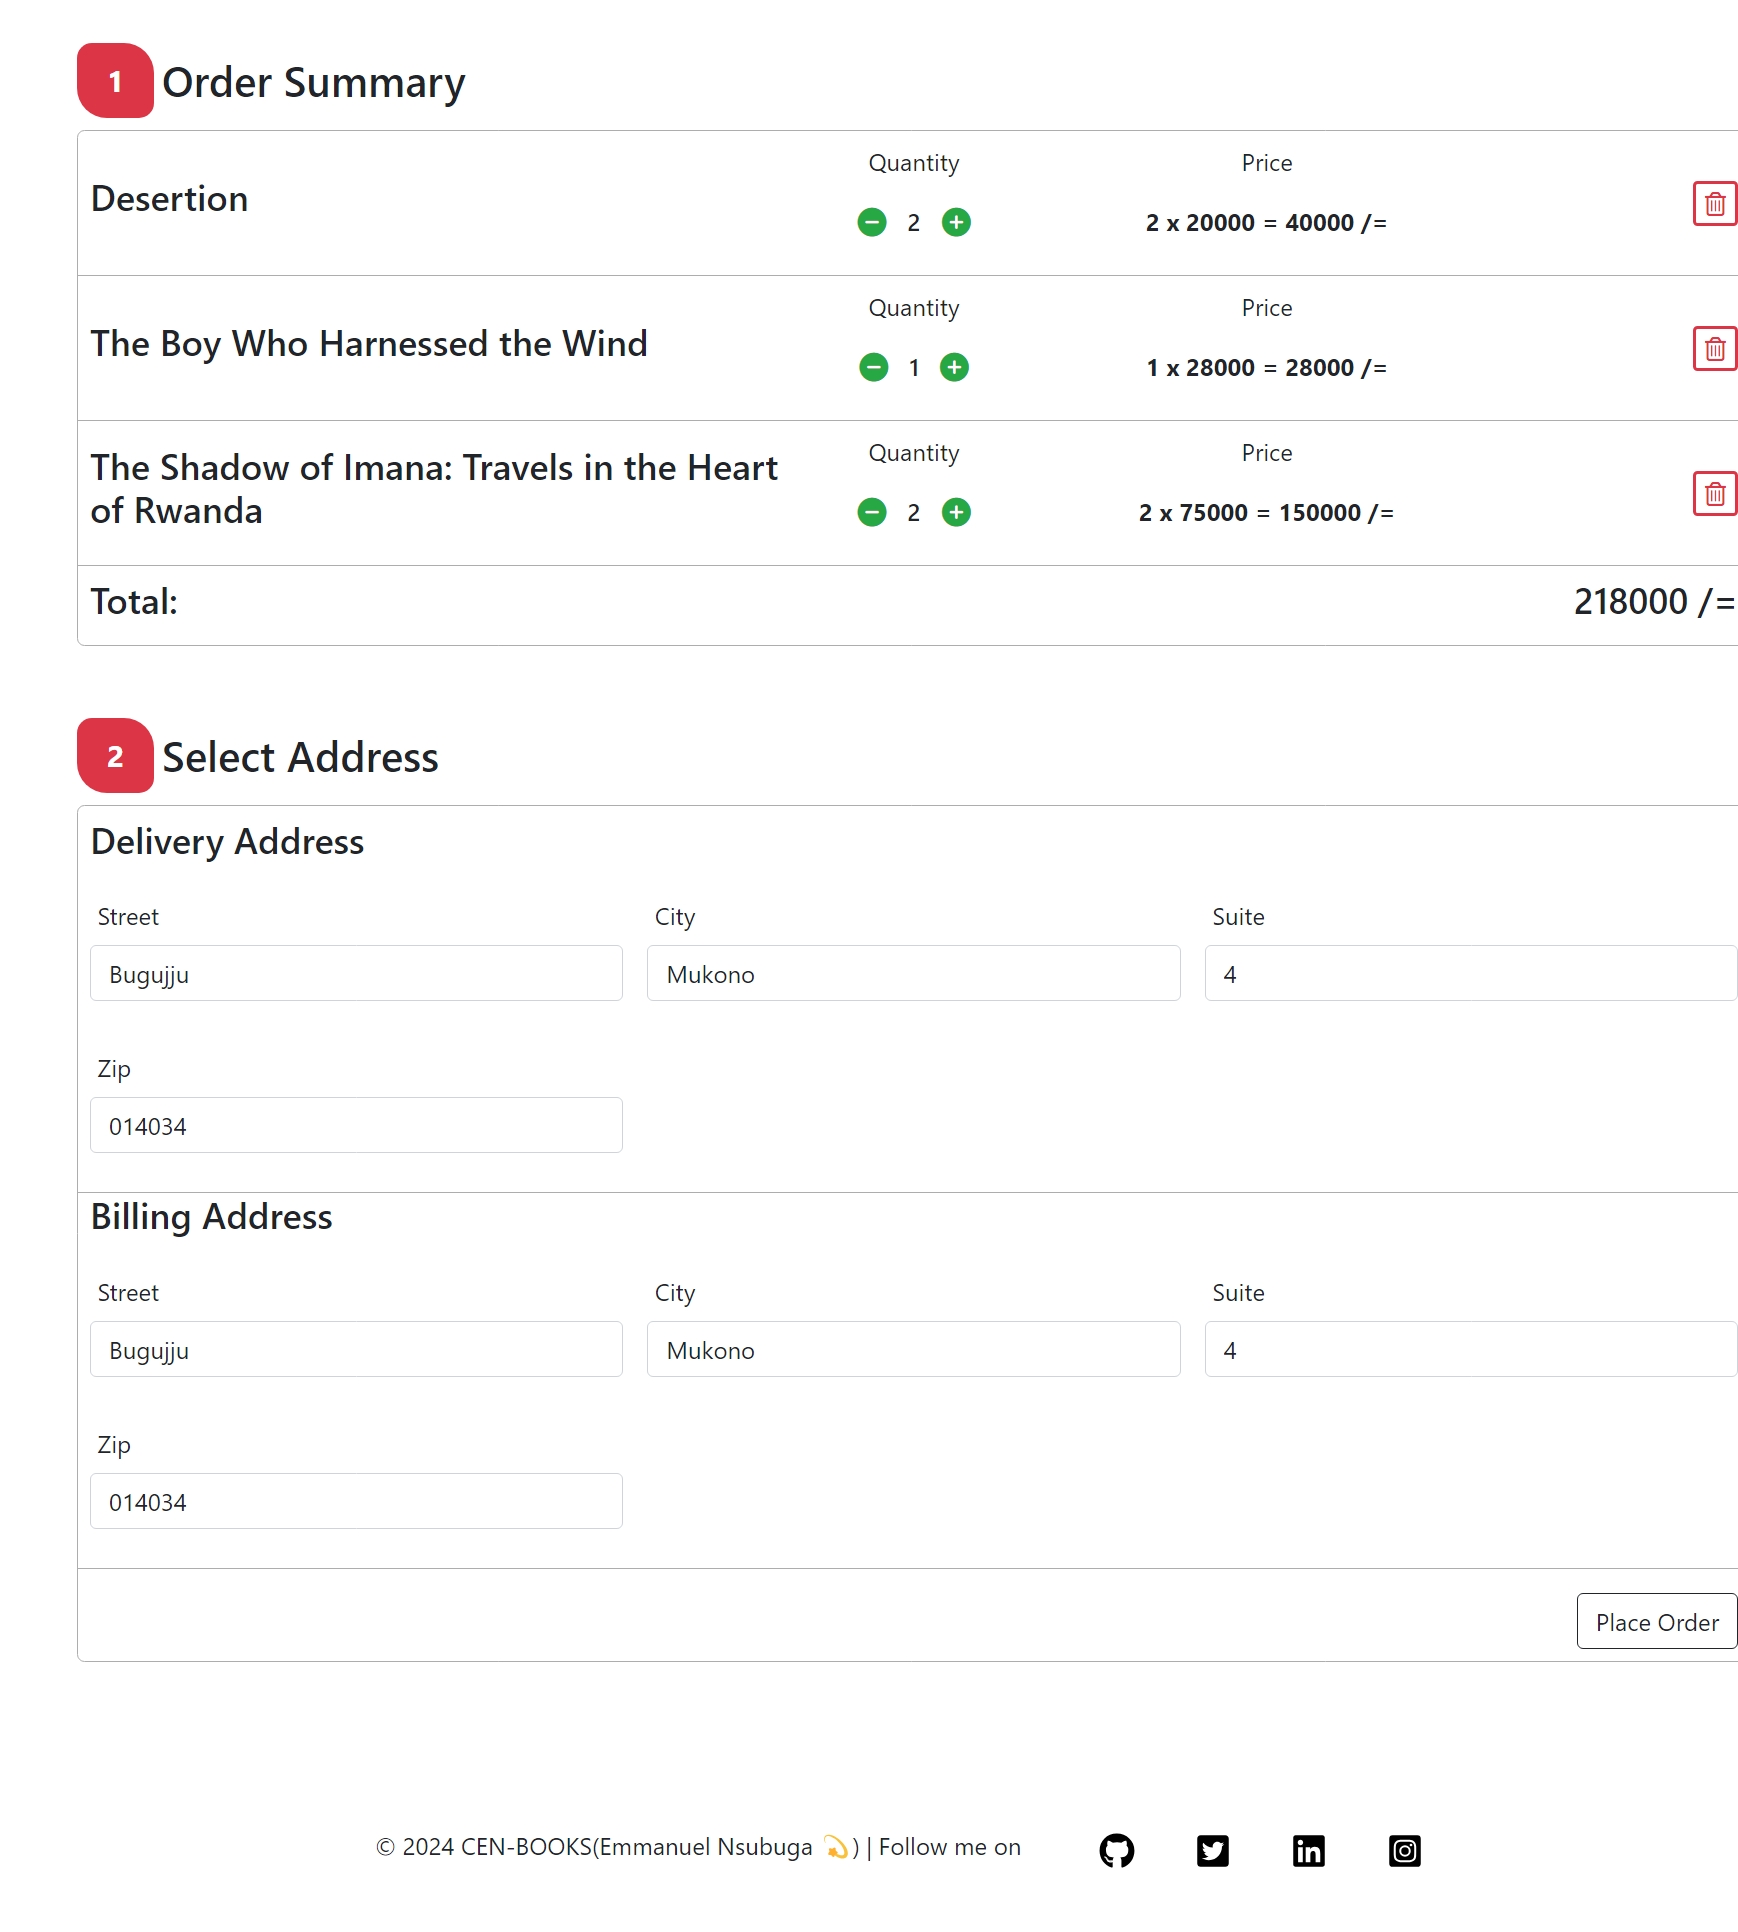 1 Order Summary
Quantity Price
Desertion
2 2 x 20000 = 40000 /=
Quantity Price
The Boy Who Harnessed the Wind
1 1 x 28000 = 28000 /=
Quantity Price
The Shadow of Imana: Travels in the Heart
of Rwanda
2 2 x 75000 = 150000 /=
Total: 218000 /=
2 Select Address
Delivery Address
Street City Suite
Bugujju Mukono 4
Zip
014034
Billing Address
Street City Suite
Bugujju Mukono 4
Zip
014034
Place Order
© 2024 CEN-BOOKS(Emmanuel Nsubuga 💫) | Follow me on